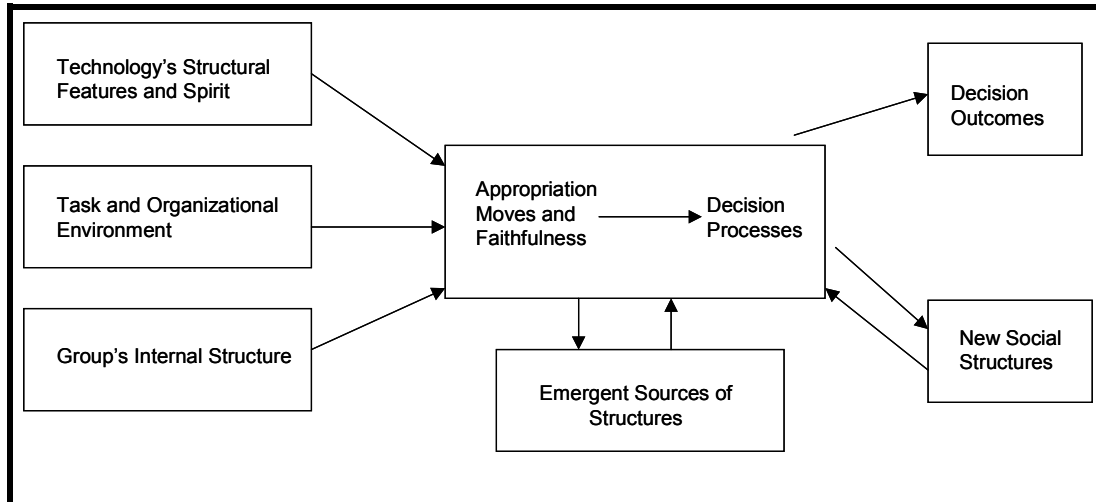 Technology’s Structural
Features and Spirit
Task and Organizational
Environment
Group’s Internal Structure
Appropriation
Moves and
Faithfulness
Decision
Processes
Emergent Sources of
Structures
Decision
Outcomes
New Social
Structures